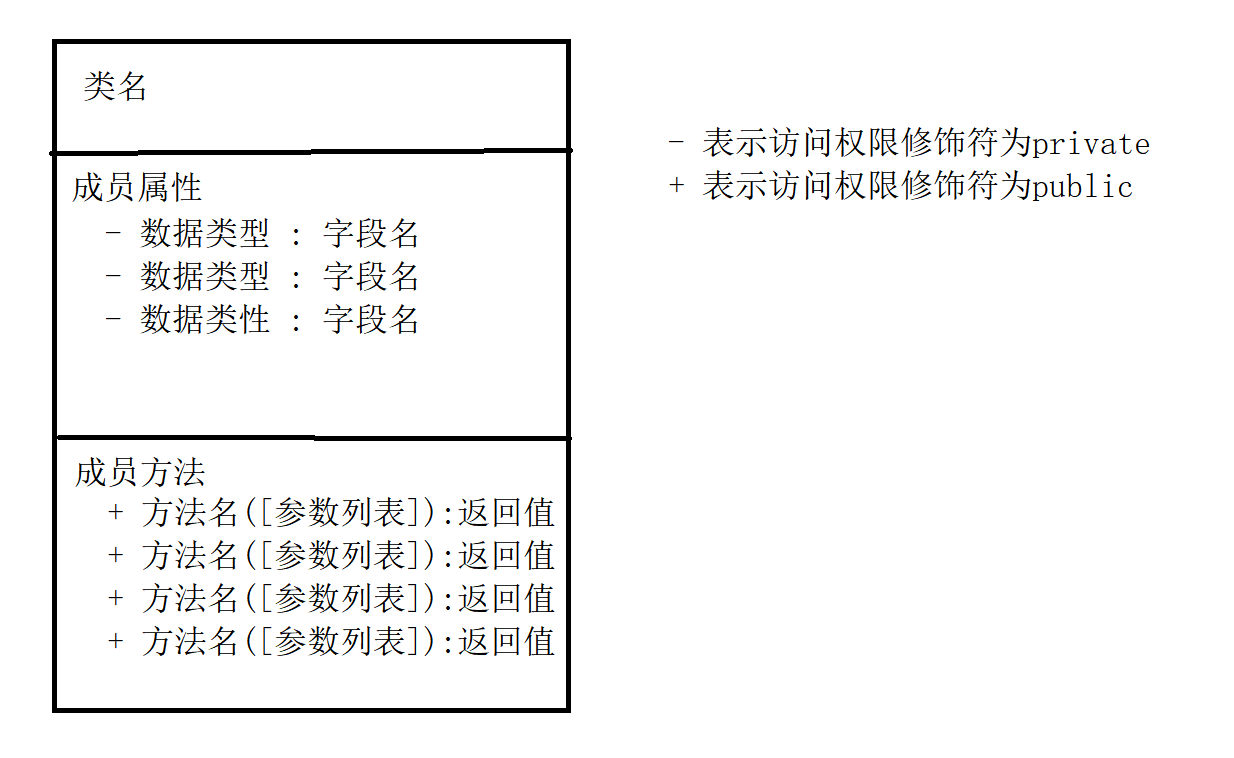 类名
成员属性
- 数据类型 : 字段名
- 数据类型 : 字段名
- 数据类性 : 字段名
成员方法
+ 方法名([参数列表]):返回值
+ 方法名([参数列表]):返回值
+ 方法名([参数列表]):返回值
+ 方法名([参数列表]):返回值
- 表示访问权限修饰符为private
+ 表示访问权限修饰符为public